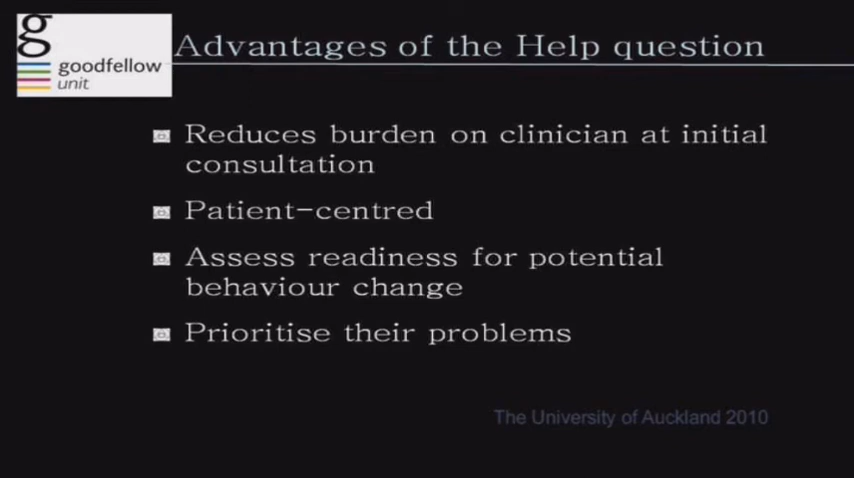 g
goodfellow
unit
Advantages of the Help question
Reduces burden on clinician at initial
consultation
Patient-centred
Assess readiness for potential
behaviour change
Prioritise their problems
The University of Auckland 2010